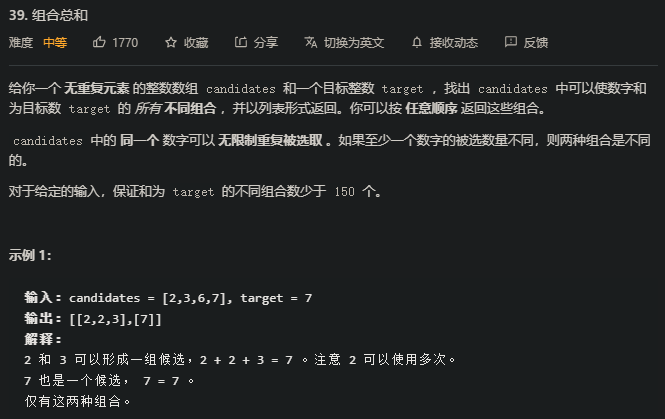 39. 组合总和
难度 中等 1770 收藏 分享 切换为英文 接收动态 反馈
给你一个 无重复元素 的整数数组 candidates 和一个目标整数 target ，找出 candidates 中可以使数字和
为目标数 target 的 所有 不同组合 ，并以列表形式返回。你可以按 任意顺序 返回这些组合。
candidates 中的 同一个 数字可以 无限制重复被选取 。如果至少一个数字的被选数量不同，则两种组合是不同
的。
对于给定的输入，保证和为 target 的不同组合数少于 150 个。
示例 1：
输入：candidates = [2,3,6,7], target = 7
输出：[[2,2,3],[7]]
解释：
2 和 3 可以形成一组候选，2 + 2 + 3 = 7 。注意 2 可以使用多次。
7 也是一个候选， 7 = 7 。
仅有这两种组合。